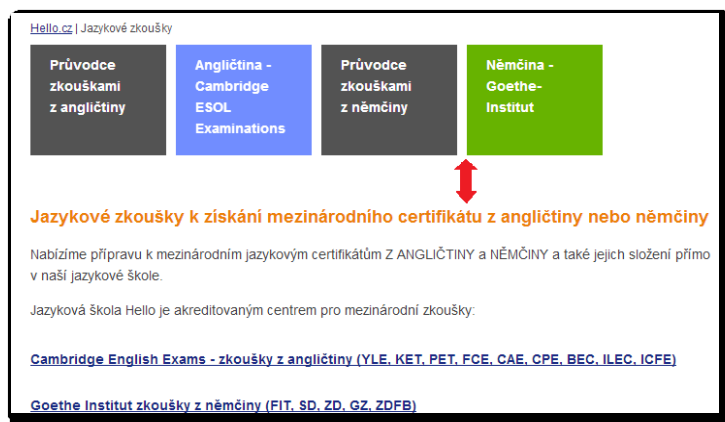 Hello.cz | Jazykové zkoušky
Průvodce
zkouškami
z angličtiny
Angličtina -
Cambridge
ESOL
Examinations
Průvodce
zkouškami
z němčiny
Němčina -
Goethe-
Institut
Jazykové zkoušky k získání mezinárodního certifikátu z angličtiny nebo němčiny
Nabízíme přípravu k mezinárodním jazykovým certifikátům Z ANGLIČTINY a NĚMČINY a také jejich složení přímo
v naší jazykové škole.
Jazyková škola Hello je akreditovaným centrem pro mezinárodní zkoušky:
Cambridge English Exams - zkoušky z angličtiny (YLE, KET, PET, FCE, CAE, CPE, BEC, ILEC, ICFE)
Goethe Institut zkoušky z němčiny (FIT, SD, ZD, GZ, ZDFB)